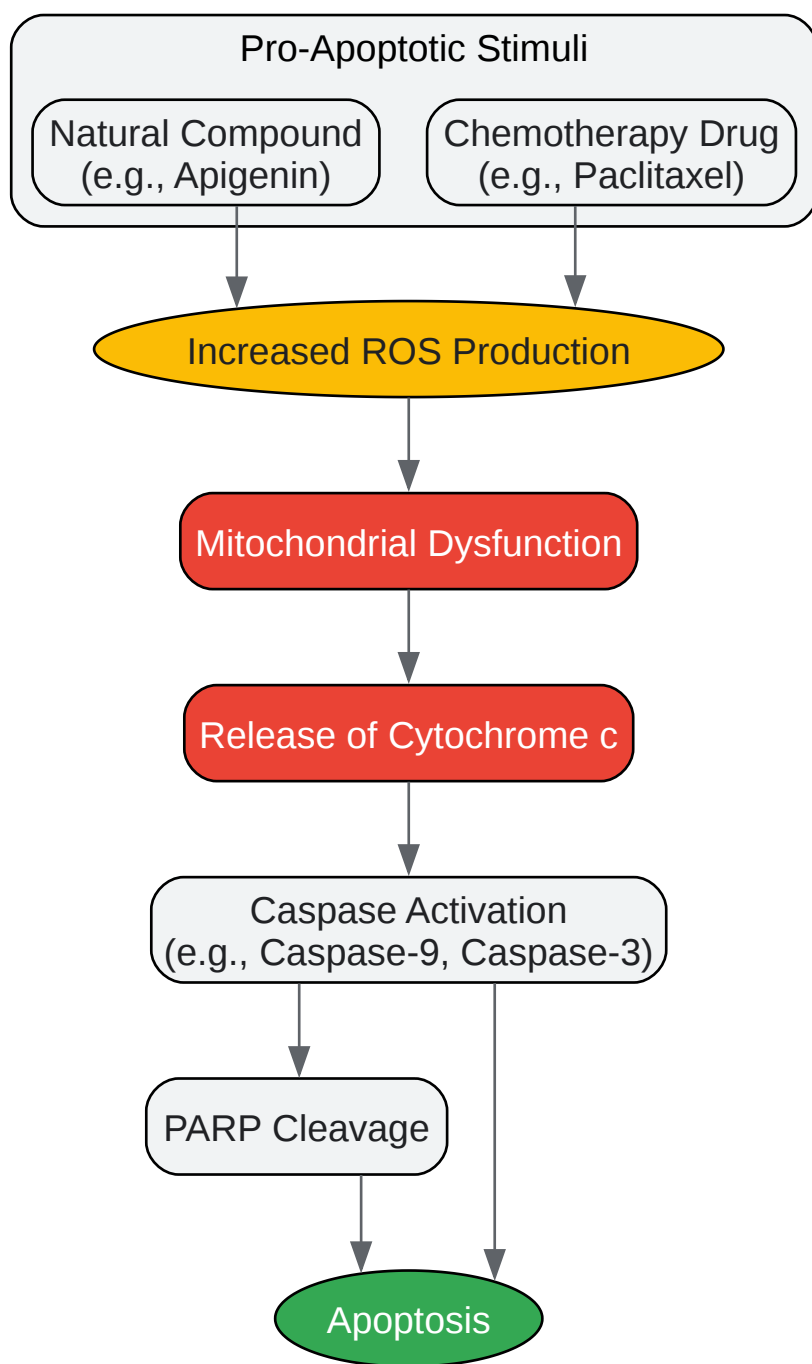 Pro-Apoptotic Stimuli
Natural Compound
(e.g., Apigenin)
Chemotherapy Drug
(e.g., Paclitaxel)
Increased ROS Production
Mitochondrial Dysfunction
Release of Cytochrome c
Caspase Activation
(e.g., Caspase-9, Caspase-3)
PARP Cleavage
Apoptosis